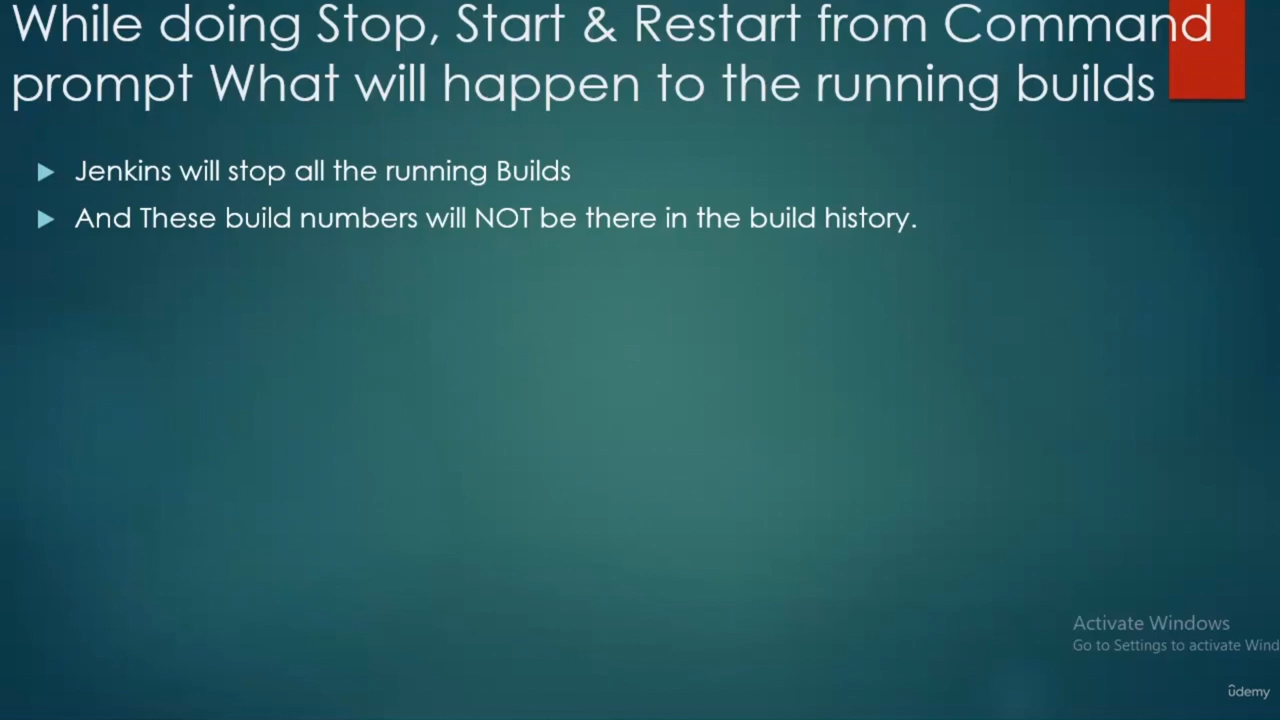 While doing Stop, Start & Restart from Command
prompt What will happen to the running builds
Jenkins will stop all the running Builds
And These build numbers will NOT be there in the build history.
Activate Windows
Go to Settings to activate Wind
ûdemy